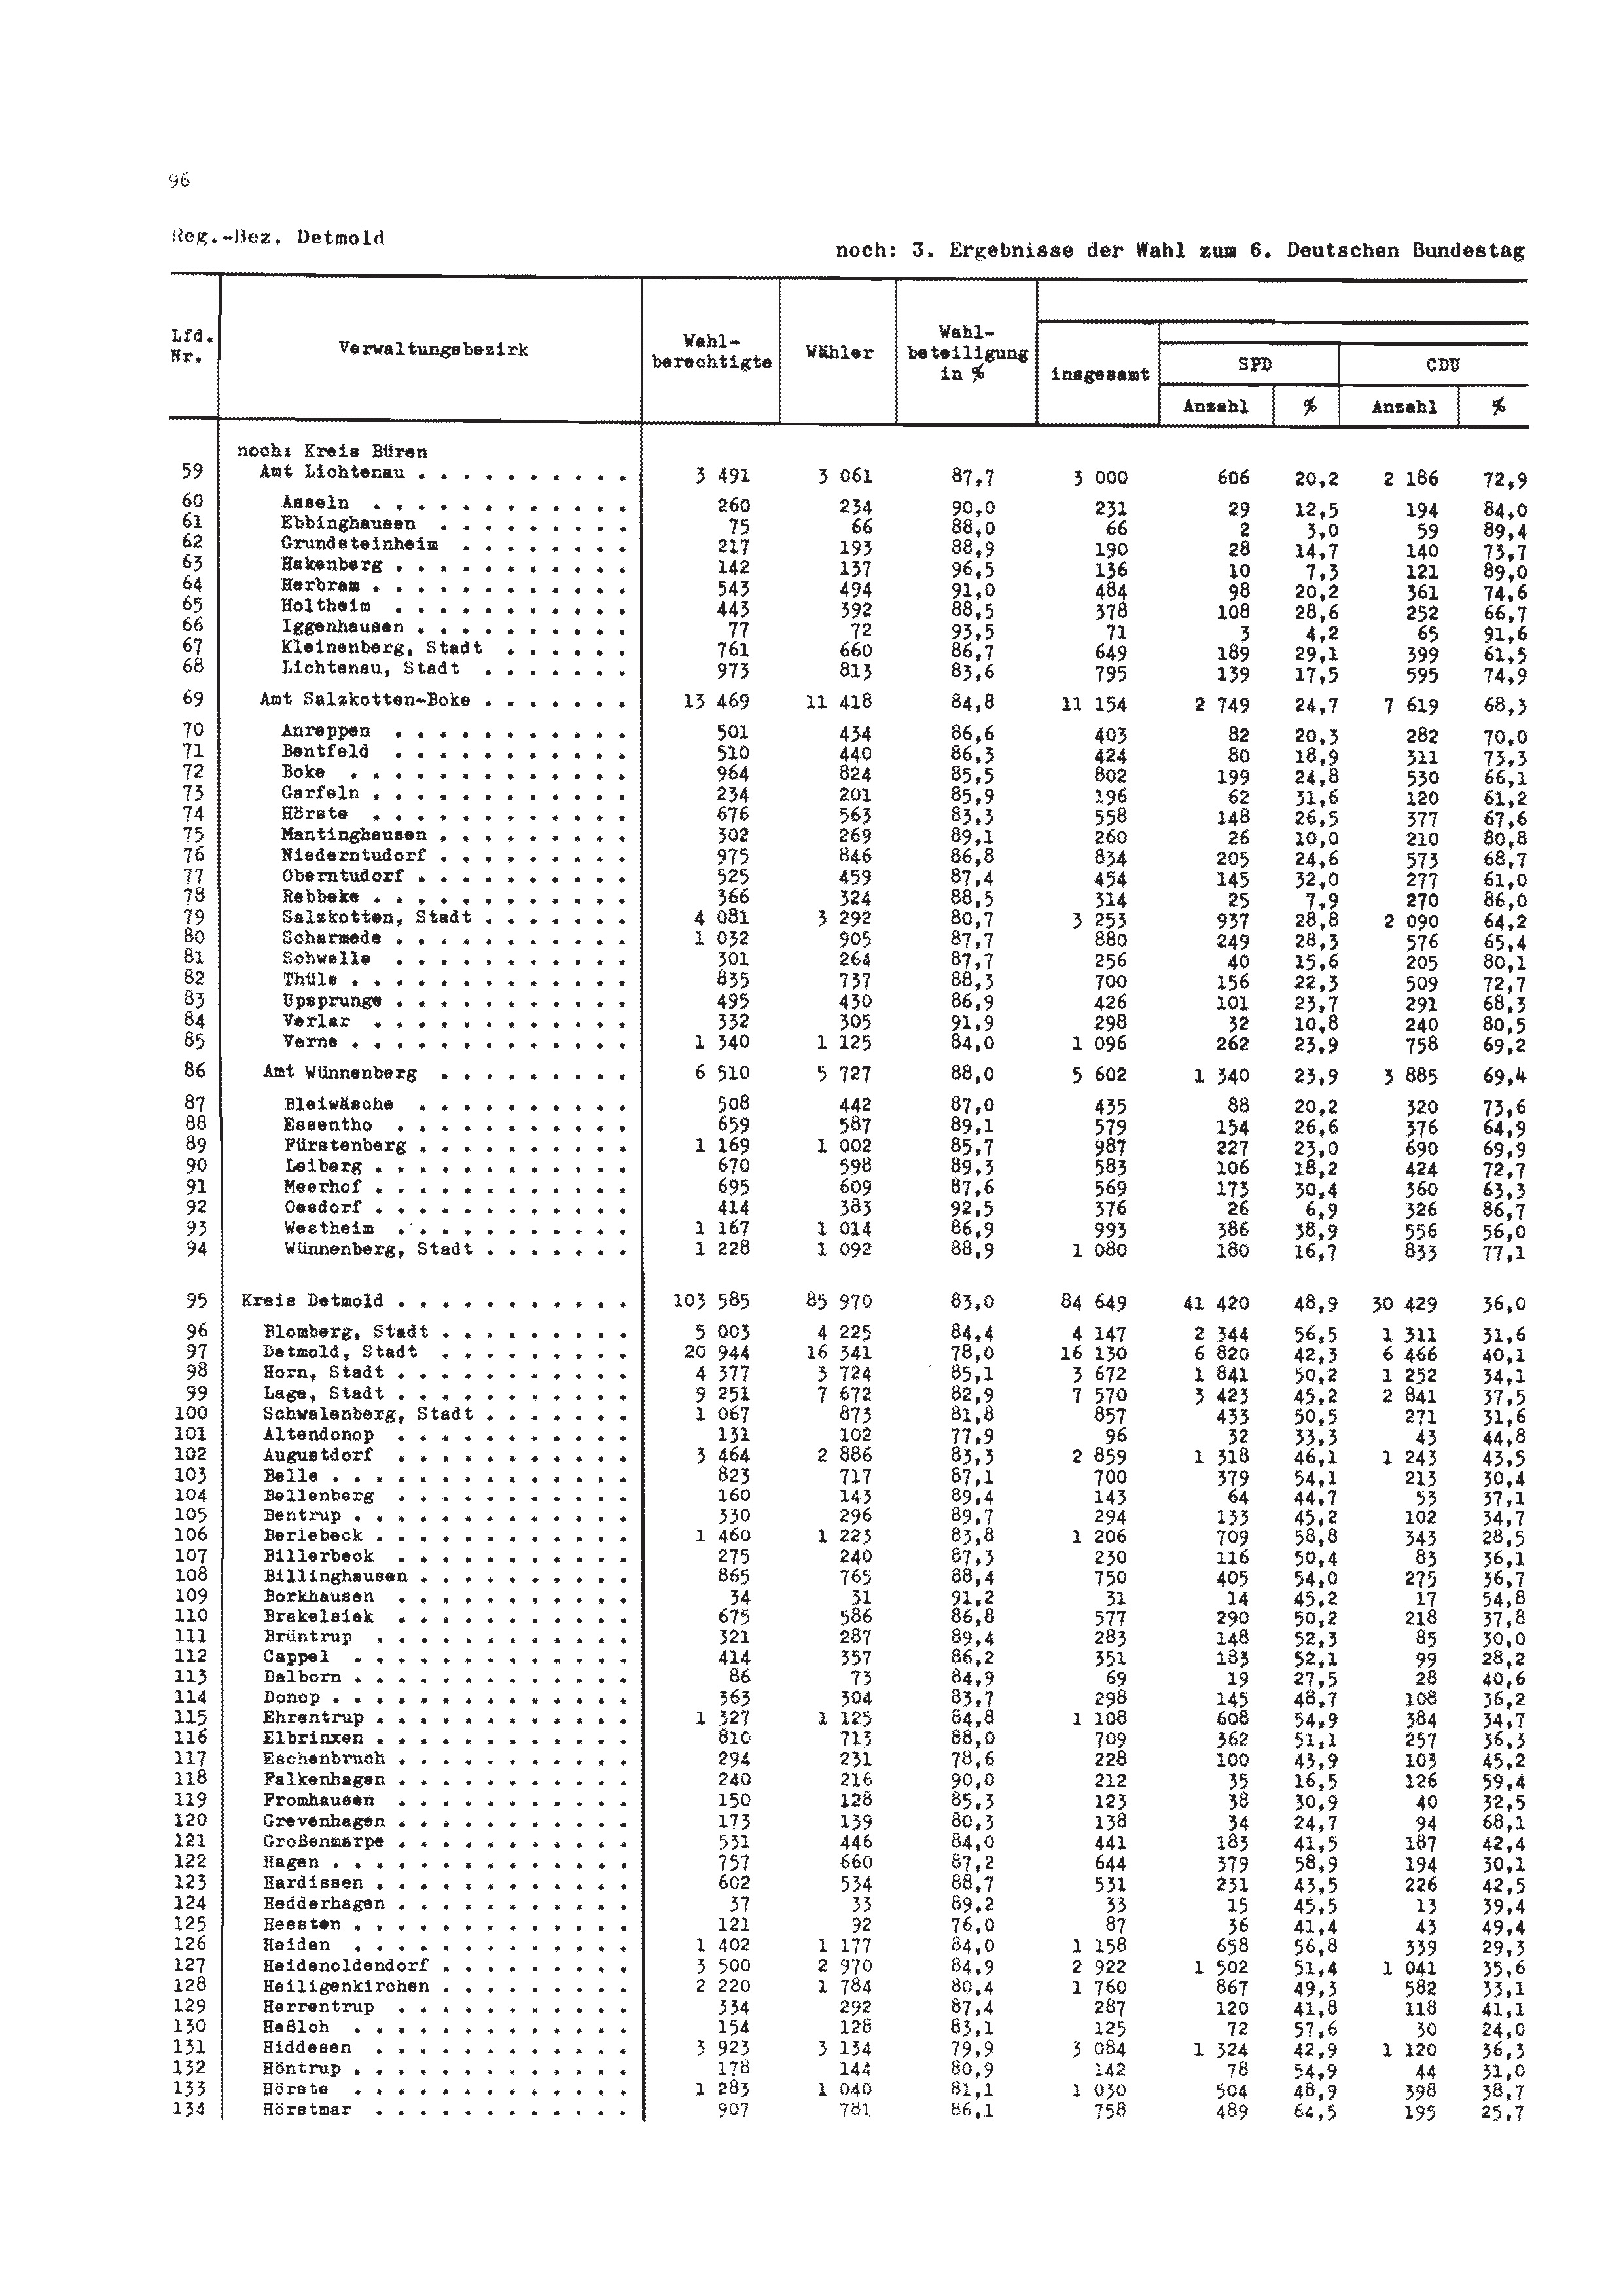 96
Reg.-Bez. Detmold
noch: 3. Ergebnisse der Wahl zum 6. Deutschen Bundestag
Lfd. Nr. Verwaltungsbezirk Wahl- berechtigte Wähler Wahl- beteiligung in % insgesamt SPD CDU
Anzahl % Anzahl %
noch: Kreis Büren
59 Amt Lichtenau . . . . . . . . . . 3 491 3 061 87,7 3 000 606 20,2 2 186 72,9
60 Asseln . . . . . . . . . . . . 260 234 90,0 231 29 12,5 194 84,0
61 Ebbinghausen . . . . . . . . . 75 66 88,0 66 2 3,0 59 89,4
62 Grundsteinheim . . . . . . . . 217 193 88,9 190 28 14,7 140 73,7
63 Hakenberg . . . . . . . . . . . 142 137 96,5 136 10 7,3 121 89,0
64 Herbram . . . . . . . . . . . . 543 494 91,0 484 98 20,2 361 74,6
65 Holtheim . . . . . . . . . . . 443 392 88,5 378 108 28,6 252 66,7
66 Iggenhausen . . . . . . . . . . 77 72 93,5 71 3 4,2 65 91,6
67 Kleinenberg, Stadt . . . . . . 761 660 86,7 649 189 29,1 399 61,5
68 Lichtenau, Stadt . . . . . . . 973 813 83,6 795 139 17,5 595 74,9
69 Amt Salzkotten-Boke . . . . . . . 13 469 11 418 84,8 11 154 2 749 24,7 7 619 68,3
70 Anreppen . . . . . . . . . . . 501 434 86,6 403 82 20,3 282 70,0
71 Bentfeld . . . . . . . . . . . 510 440 86,3 424 80 18,9 311 73,3
72 Boke . . . . . . . . . . . . . 964 824 85,5 802 199 24,8 530 66,1
73 Garfeln . . . . . . . . . . . . 234 201 85,9 196 62 31,6 120 61,2
74 Hörste . . . . . . . . . . . . 676 563 83,3 558 148 26,5 377 67,6
75 Mantinghausen . . . . . . . . . 302 269 89,1 260 26 10,0 210 80,8
76 Niederntudorf . . . . . . . . . 975 846 86,8 834 205 24,6 573 68,7
77 Oberntudorf . . . . . . . . . . 525 459 87,4 454 145 32,0 277 61,0
78 Rebbeke . . . . . . . . . . . . 366 324 88,5 314 25 7,9 270 86,0
79 Salzkotten, Stadt . . . . . . . 4 081 3 292 80,7 3 253 937 28,8 2 090 64,2
80 Scharmede . . . . . . . . . . . 1 032 905 87,7 880 249 28,3 576 65,4
81 Schwelle . . . . . . . . . . . 301 264 87,7 256 40 15,6 205 80,1
82 Thüle . . . . . . . . . . . . . 835 737 88,3 700 156 22,3 509 72,7
83 Upsprunge . . . . . . . . . . . 495 430 86,9 426 101 23,7 291 68,3
84 Verlar . . . . . . . . . . . . 332 305 91,9 298 32 10,8 240 80,5
85 Verne . . . . . . . . . . . . . 1 340 1 125 84,0 1 096 262 23,9 758 69,2
86 Amt Wünnenberg . . . . . . . . . 6 510 5 727 88,0 5 602 1 340 23,9 3 885 69,4
87 Bleiwäsche . . . . . . . . . . 508 442 87,0 435 88 20,2 320 73,6
88 Essentho . . . . . . . . . . . 659 587 89,1 579 154 26,6 376 64,9
89 Fürstenberg . . . . . . . . . . 1 169 1 002 85,7 987 227 23,0 690 69,9
90 Leiberg . . . . . . . . . . . . 670 598 89,3 583 106 18,2 424 72,7
91 Meerhof . . . . . . . . . . . . 695 609 87,6 569 173 30,4 360 63,3
92 Oesdorf . . . . . . . . . . . . 414 383 92,5 376 26 6,9 326 86,7
93 Westheim . . . . . . . . . . . 1 167 1 014 86,9 993 386 38,9 556 56,0
94 Wünnenberg, Stadt . . . . . . . 1 228 1 092 88,9 1 080 180 16,7 833 77,1
95 Kreis Detmold . . . . . . . . . . . 103 585 85 970 83,0 84 649 41 420 48,9 30 429 36,0
96 Blomberg, Stadt . . . . . . . . . 5 003 4 225 84,4 4 147 2 344 56,5 1 311 31,6
97 Detmold, Stadt . . . . . . . . . 20 944 16 341 78,0 16 130 6 820 42,3 6 466 40,1
98 Horn, Stadt . . . . . . . . . . . 4 377 3 724 85,1 3 672 1 841 50,2 1 252 34,1
99 Lage, Stadt . . . . . . . . . . . 9 251 7 672 82,9 7 570 3 423 45,2 2 841 37,5
100 Schwalenberg, Stadt . . . . . . . 1 067 873 81,8 857 433 50,5 271 31,6
101 Altendonop . . . . . . . . . . . 131 102 77,9 96 32 33,3 43 44,8
102 Augustdorf . . . . . . . . . . . 3 464 2 886 83,3 2 859 1 318 46,1 1 243 43,5
103 Belle . . . . . . . . . . . . . . 823 717 87,1 700 379 54,1 213 30,4
104 Bellenberg . . . . . . . . . . . 160 143 89,4 143 64 44,7 53 37,1
105 Bentrup . . . . . . . . . . . . . 330 296 89,7 294 133 45,2 102 34,7
106 Berlebeck . . . . . . . . . . . . 1 460 1 223 83,8 1 206 709 58,8 343 28,5
107 Billerbeck . . . . . . . . . . . 275 240 87,3 230 116 50,4 83 36,1
108 Billinghausen . . . . . . . . . . 865 765 88,4 750 405 54,0 275 36,7
109 Borkhausen . . . . . . . . . . . 34 31 91,2 31 14 45,2 17 54,8
110 Brakelsiek . . . . . . . . . . . 675 586 86,8 577 290 50,2 218 37,8
111 Brüntrup . . . . . . . . . . . . 321 287 89,4 283 148 52,3 85 30,0
112 Cappel . . . . . . . . . . . . . 414 357 86,2 351 183 52,1 99 28,2
113 Dalborn . . . . . . . . . . . . . 86 73 84,9 69 19 27,5 28 40,6
114 Donop . . . . . . . . . . . . . . 363 304 83,7 298 145 48,7 108 36,2
115 Ehrentrup . . . . . . . . . . . . 1 327 1 125 84,8 1 108 608 54,9 384 34,7
116 Elbrinxen . . . . . . . . . . . . 810 713 88,0 709 362 51,1 257 36,3
117 Eschenbruch . . . . . . . . . . . 294 231 78,6 228 100 43,9 103 45,2
118 Falkenhagen . . . . . . . . . . . 240 216 90,0 212 35 16,5 126 59,4
119 Fromhausen . . . . . . . . . . . 150 128 85,3 123 38 30,9 40 32,5
120 Grevenhagen . . . . . . . . . . . 173 139 80,3 138 34 24,7 94 68,1
121 Großenmarpe . . . . . . . . . . . 531 446 84,0 441 183 41,5 187 42,4
122 Hagen . . . . . . . . . . . . . . 757 660 87,2 644 379 58,9 194 30,1
123 Hardissen . . . . . . . . . . . . 602 534 88,7 531 231 43,5 226 42,5
124 Hedderhagen . . . . . . . . . . . 37 33 89,2 33 15 45,5 13 39,4
125 Heesten . . . . . . . . . . . . . 121 92 76,0 87 36 41,4 43 49,4
126 Heiden . . . . . . . . . . . . . 1 402 1 177 84,0 1 158 658 56,8 339 29,3
127 Heidenoldendorf . . . . . . . . . 3 500 2 970 84,9 2 922 1 502 51,4 1 041 35,6
128 Heiligenkirchen . . . . . . . . . 2 220 1 784 80,4 1 760 867 49,3 582 33,1
129 Herrentrup . . . . . . . . . . . 334 292 87,4 287 120 41,8 118 41,1
130 Heßloh . . . . . . . . . . . . . 154 128 83,1 125 72 57,6 30 24,0
131 Hiddesen . . . . . . . . . . . . 3 923 3 134 79,9 3 084 1 324 42,9 1 120 36,3
132 Höntrup . . . . . . . . . . . . . 178 144 80,9 142 78 54,9 44 31,0
133 Hörste . . . . . . . . . . . . . 1 283 1 040 81,1 1 030 504 48,9 398 38,7
134 Hörstmar . . . . . . . . . . . . 907 781 86,1 758 489 64,5 195 25,7